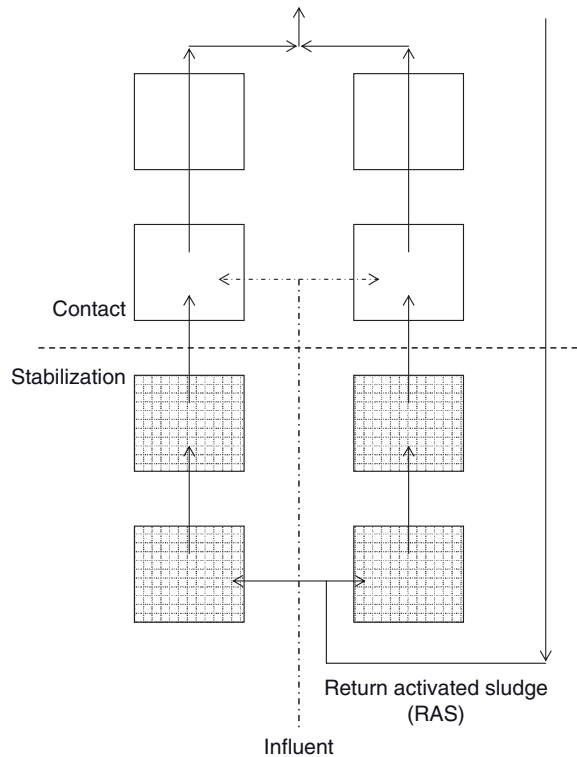 Contact
Stabilization
Return activated sludge
(RAS)
Influent